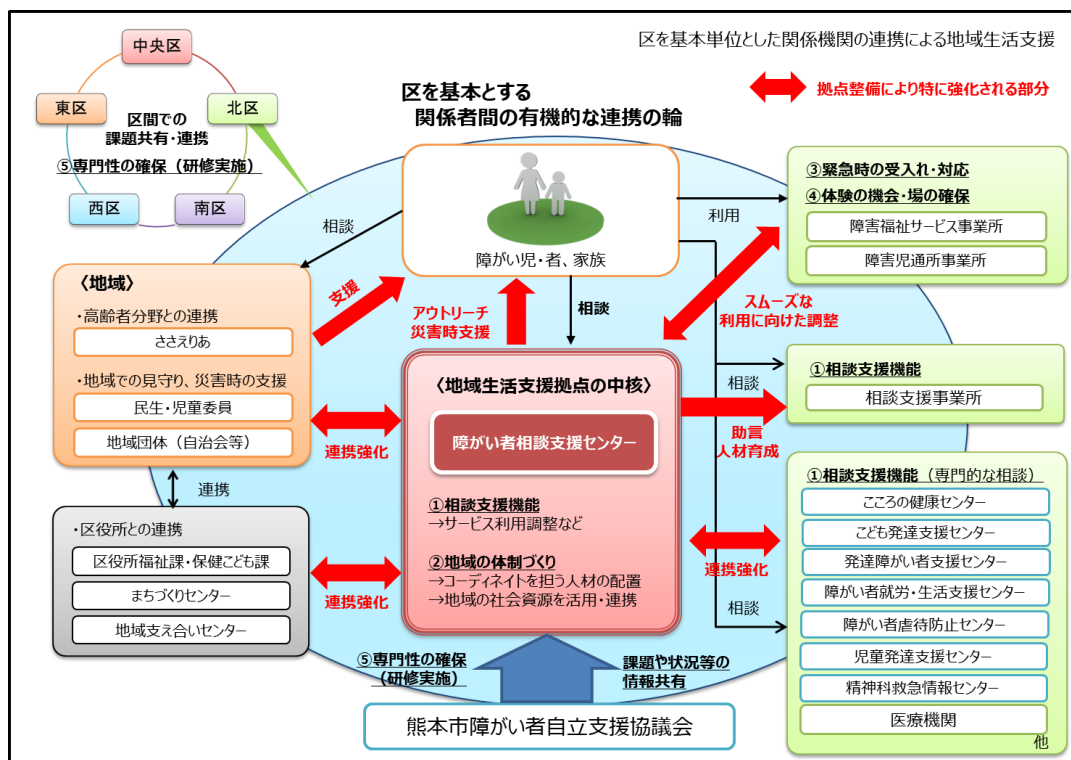 区を基本単位とした関係機関の連携による地域生活支援
拠点整備により特に強化される部分
中央区
東区
北区
区間での
課題共有・連携
⑤専門性の確保（研修実施）
西区
南区
区を基本とする
関係者間の有機的な連携の輪
障がい児・者、家族
相談
利用
③緊急時の受入れ・対応
④体験の機会・場の確保
障害福祉サービス事業所
障害児通所事業所
〈地域〉
・高齢者分野との連携
ささえりあ
・地域での見守り、災害時の支援
民生・児童委員
地域団体（自治会等）
支援
アウトリーチ
災害時支援
相談
スムーズな
利用に向けた調整
〈地域生活支援拠点の中核〉
障がい者相談支援センター
①相談支援機能
→サービス利用調整など
②地域の体制づくり
→コーディネイトを担う人材の配置
→地域の社会資源を活用・連携
連携強化
相談
①相談支援機能
相談支援事業所
助言
人材育成
連携
・区役所との連携
区役所福祉課・保健こども課
まちづくりセンター
地域支え合いセンター
連携強化
連携強化
相談
①相談支援機能（専門的な相談）
こころの健康センター
こども発達支援センター
発達障がい者支援センター
障がい者就労・生活支援センター
障がい者虐待防止センター
児童発達支援センター
精神科救急情報センター
医療機関
他
⑤専門性の確保
（研修実施）
課題や状況等の
情報共有
熊本市障がい者自立支援協議会